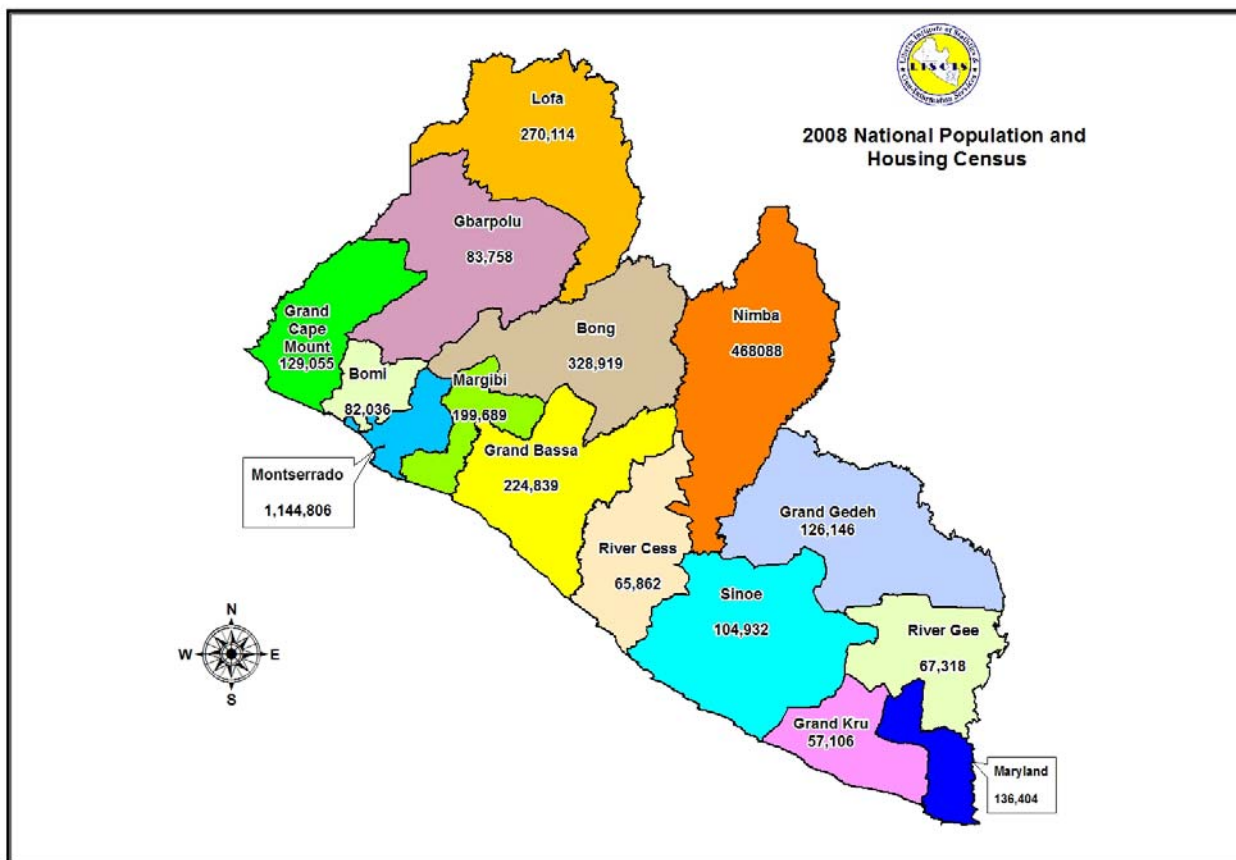 LISGIS
2008 National Population and
Housing Census
Lofa
270,114
Gbarpolu
83,758
Grand
Cape
Mount
129,055
Bong
328,919
Nimba
468088
Bomi
82,036
Margibi
199,689
Grand Bassa
224,839
Montserrado
1,144,806
Grand Gedeh
126,146
River Cess
65,862
Sinoe
104,932
River Gee
67,318
Grand Kru
57,106
Maryland
136,404
N
W
E
S